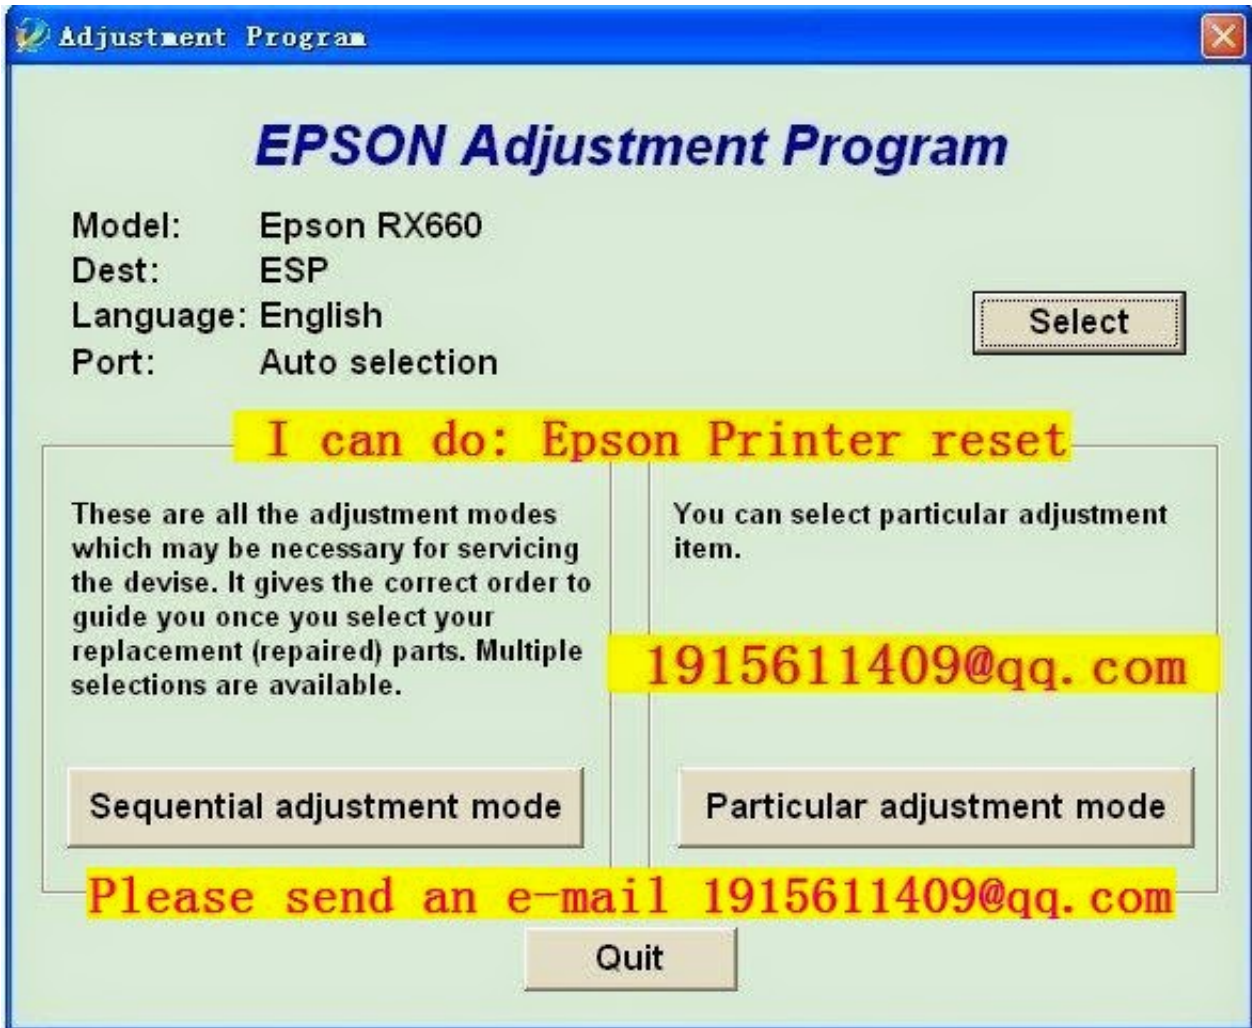 Adjustment Program
EPSON Adjustment Program
Model: Epson RX660
Dest: ESP
Language: English
Port: Auto selection
Select
I can do: Epson Printer reset
These are all the adjustment modes
which may be necessary for servicing
the devise. It gives the correct order to
guide you once you select your
replacement (repaired) parts. Multiple
selections are available.
Sequential adjustment mode
You can select particular adjustment
item.
1915611409@qq.com
Particular adjustment mode
Please send an e-mail 1915611409@qq.com
Quit